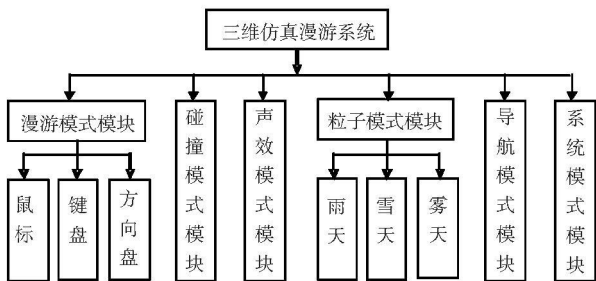 三维仿真漫游系统
漫游模式模块
碰撞模式模块
声效模式模块
粒子模式模块
导航模式模块
系统模式模块
鼠标
键盘
方向盘
雨天
雪天
雾天